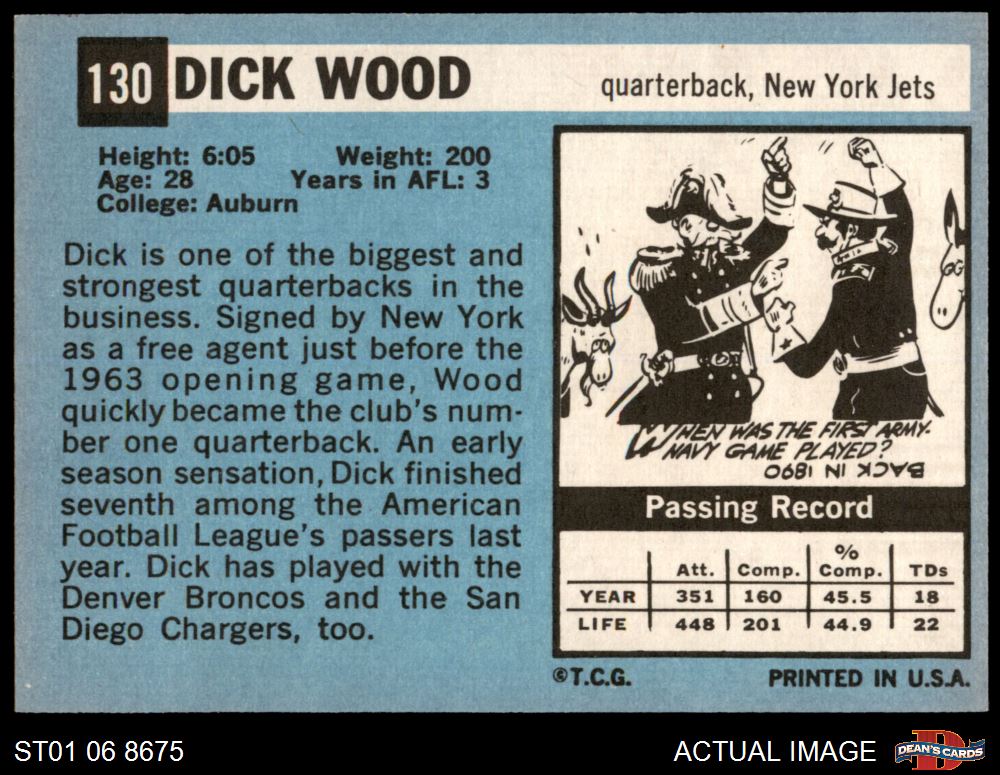 130 DICK WOOD quarterback, New York Jets
Height: 6:05 Weight: 200
Age: 28 Years in AFL: 3
College: Auburn
Dick is one of the biggest and
strongest quarterbacks in the
business. Signed by New York
as a free agent just before the
1963 opening game, Wood
quickly became the club's num-
ber one quarterback. An early
season sensation, Dick finished
seventh among the American
Football League's passers last
year. Dick has played with the
Denver Broncos and the San
Diego Chargers, too.
WHEN WAS THE FIRST ARMY-
NAVY GAME PLAYED?
BACK IN 1890
Passing Record
Att. Comp. % Comp. TDs
YEAR 351 160 45.5 18
LIFE 448 201 44.9 22
©T.C.G. PRINTED IN U.S.A.
ST01 06 8675 ACTUAL IMAGE D DEAN'S CARDS